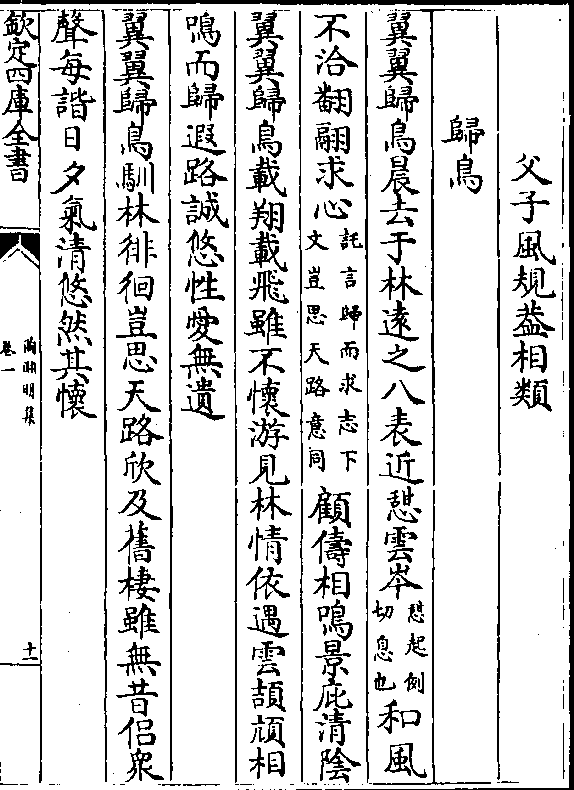 父子風規葢相類
歸鳥
翼翼歸鳥晨去于林遠之八表近憇雲岑憇起例切息也和風
不洽翻翮求心託言歸而求志下文豈思天路意同顧儔相鳴景庇清陰
翼翼歸鳥載翔載飛雖不懷游見林情依遇雲頡頏相
鳴而歸遐路誠悠性愛無遺
翼翼歸鳥馴林徘徊豈思天路欣及舊棲雖無昔侣衆
聲每諧日夕氣清悠然其懷
欽定四庫全書
陶淵明集
卷一
十一